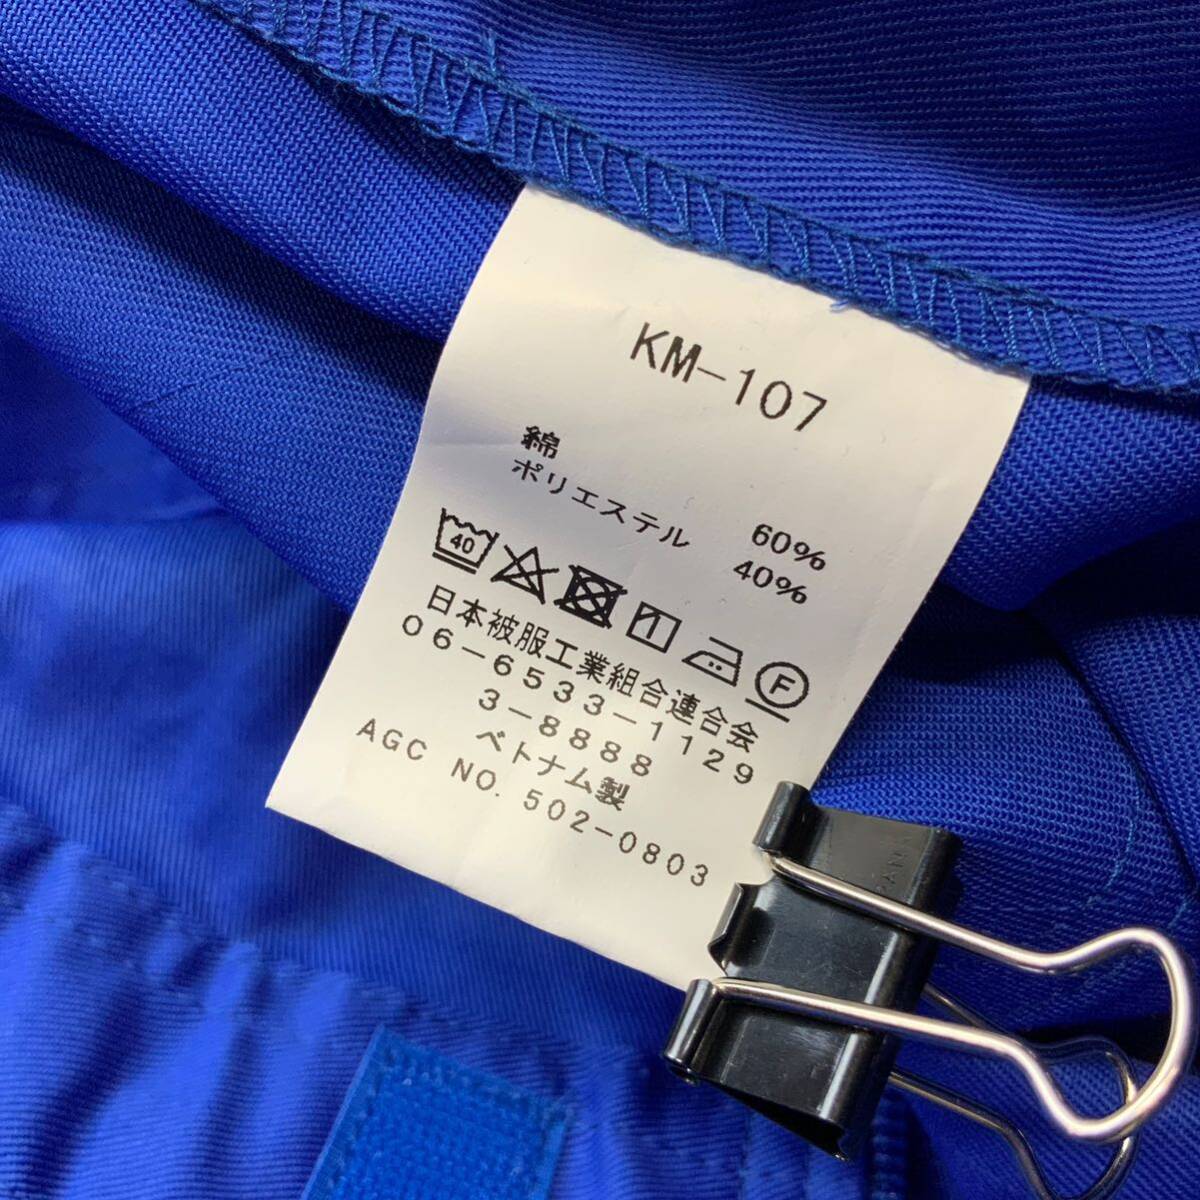 KM-107
綿 60%
ポリエステル 40%
40 F
日本被服工業組合連合会
06-6533-1129
3-8888
ベトナム製
AGC NO. 502-0803